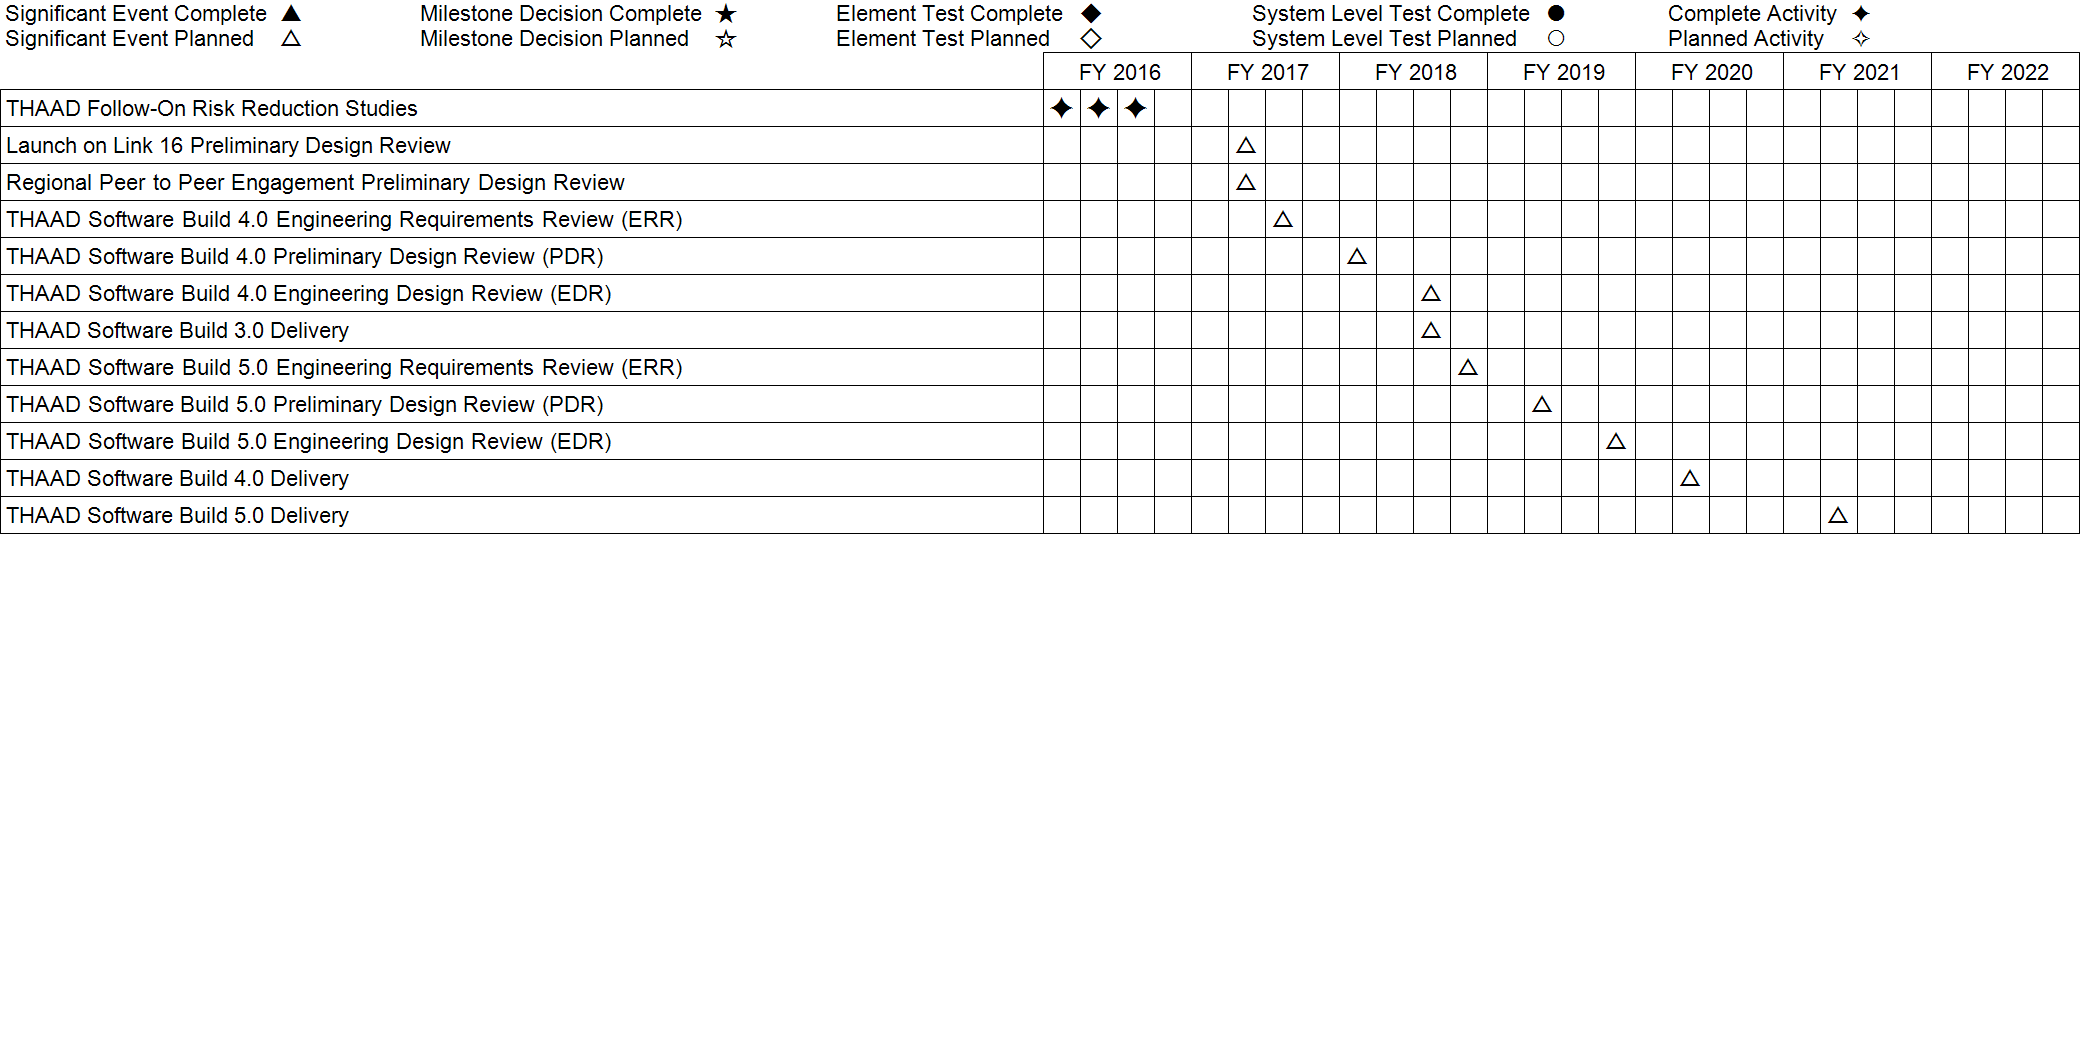 Significant Event Complete ▲ Milestone Decision Complete ★ Element Test Complete ◆ System Level Test Complete ● Complete Activity ✦
Significant Event Planned △ Milestone Decision Planned ☆ Element Test Planned ◇ System Level Test Planned ○ Planned Activity ✧
FY 2016 FY 2017 FY 2018 FY 2019 FY 2020 FY 2021 FY 2022
THAAD Follow-On Risk Reduction Studies ✦ ✦ ✦
Launch on Link 16 Preliminary Design Review △
Regional Peer to Peer Engagement Preliminary Design Review △
THAAD Software Build 4.0 Engineering Requirements Review (ERR) △
THAAD Software Build 4.0 Preliminary Design Review (PDR) △
THAAD Software Build 4.0 Engineering Design Review (EDR) △
THAAD Software Build 3.0 Delivery △
THAAD Software Build 5.0 Engineering Requirements Review (ERR) △
THAAD Software Build 5.0 Preliminary Design Review (PDR) △
THAAD Software Build 5.0 Engineering Design Review (EDR) △
THAAD Software Build 4.0 Delivery △
THAAD Software Build 5.0 Delivery △